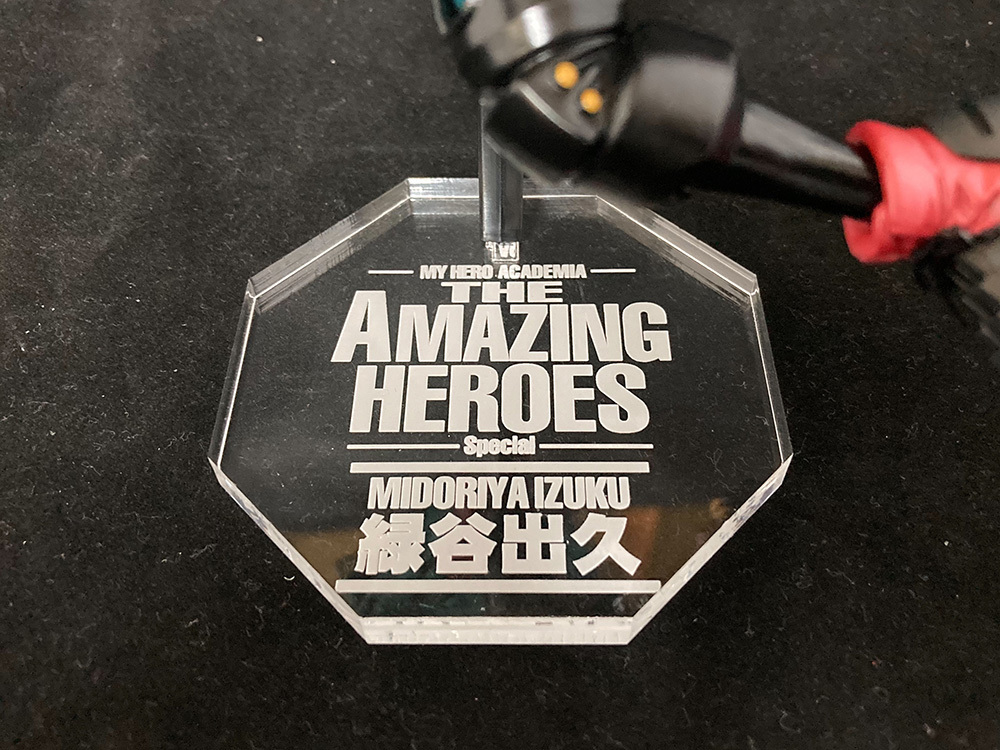 MY HERO ACADEMIA
THE
AMAZING
HEROES
Special
MIDORIYA IZUKU
緑谷出久